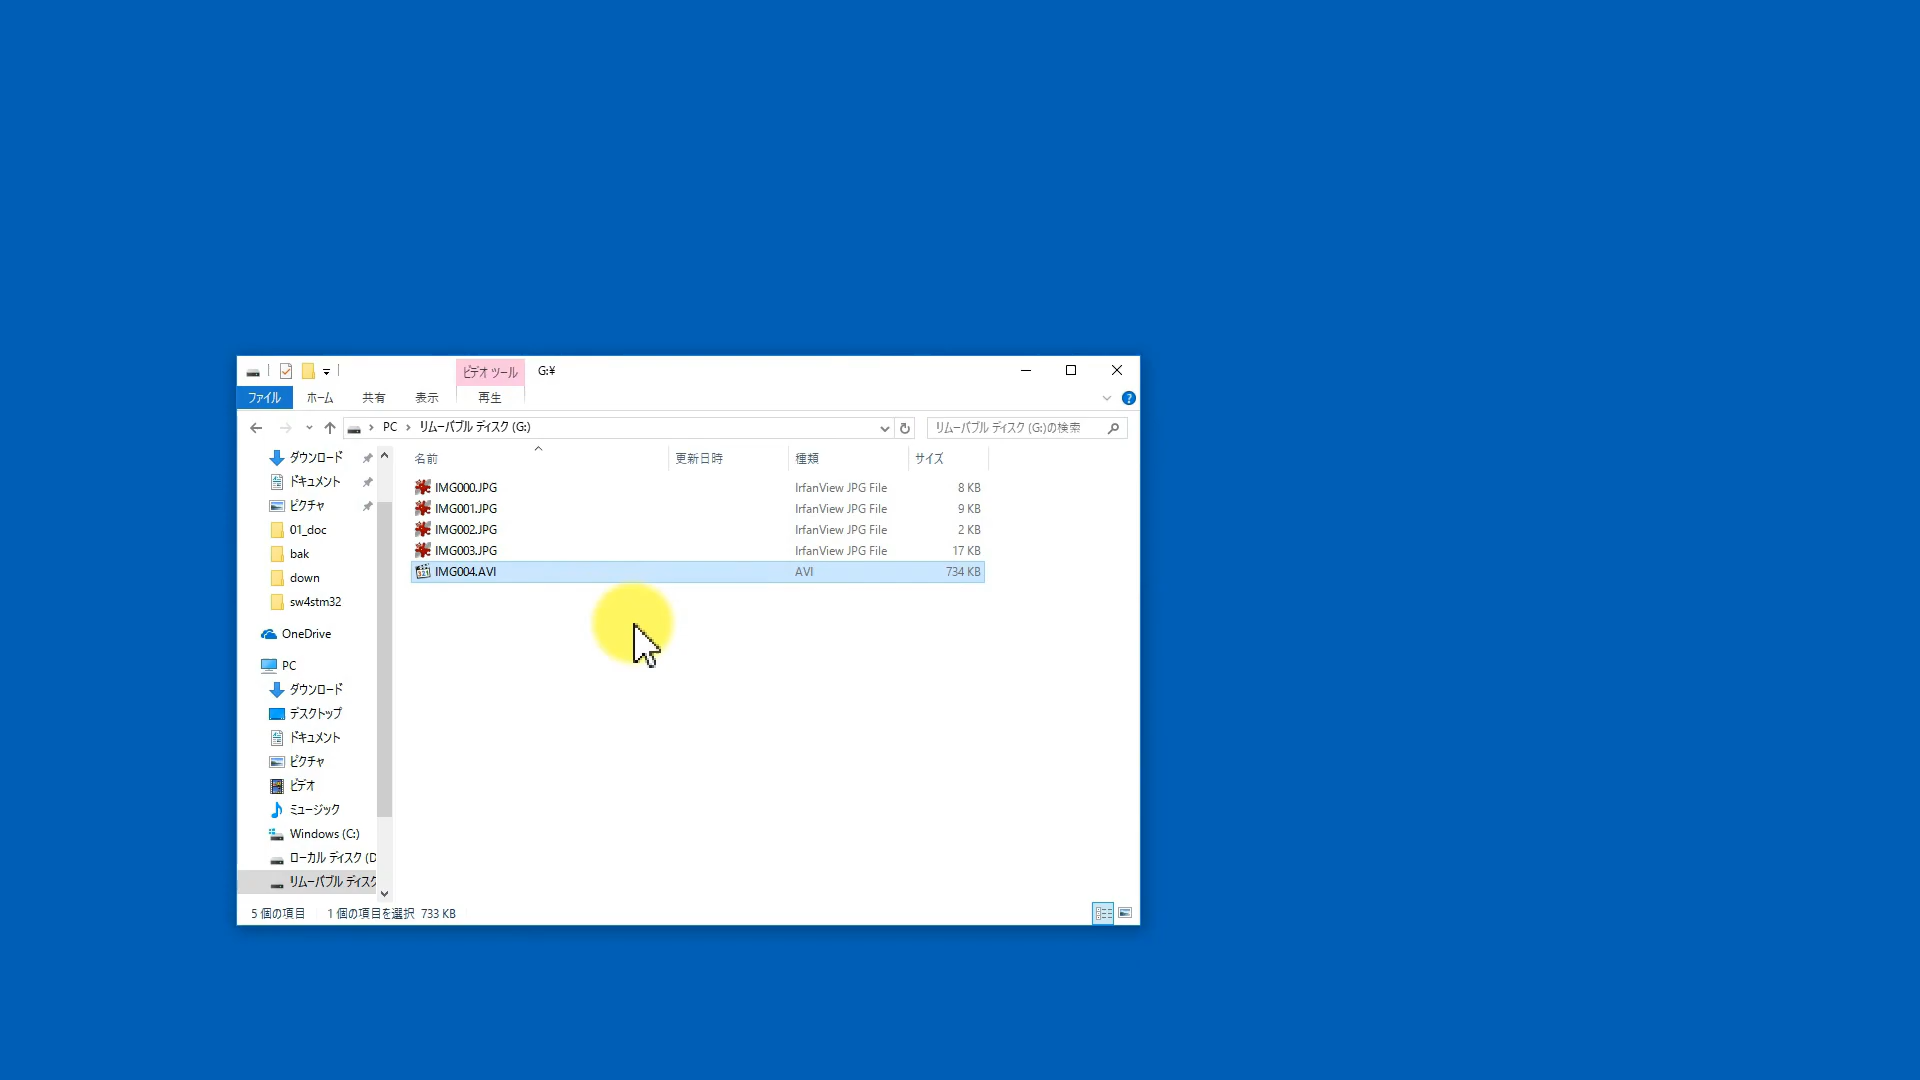 ビデオ ツール G:¥
ファイル ホーム 共有 表示 再生
PC リムーバブル ディスク (G:) リムーバブル ディスク (G:)の検索
ダウンロード
ドキュメント
ピクチャ
01_doc
bak
down
sw4stm32
OneDrive
PC
ダウンロード
デスクトップ
ドキュメント
ピクチャ
ビデオ
ミュージック
Windows (C:)
ローカル ディスク (D
リムーバブル ディスク
名前 更新日時 種類 サイズ
IMG000.JPG IrfanView JPG File 8 KB
IMG001.JPG IrfanView JPG File 9 KB
IMG002.JPG IrfanView JPG File 2 KB
IMG003.JPG IrfanView JPG File 17 KB
IMG004.AVI AVI 734 KB
5 個の項目 1 個の項目を選択 733 KB